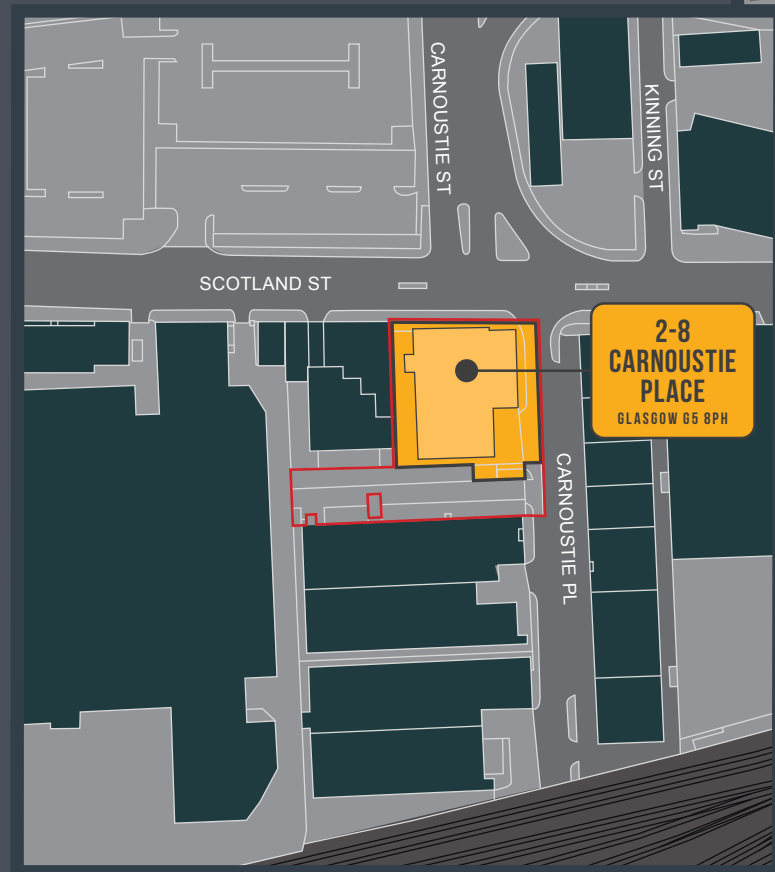 CARNOUSTIE ST
KINNING ST
SCOTLAND ST
2-8
CARNOUSTIE
PLACE
GLASGOW G5 8PH
CARNOUSTIE PL